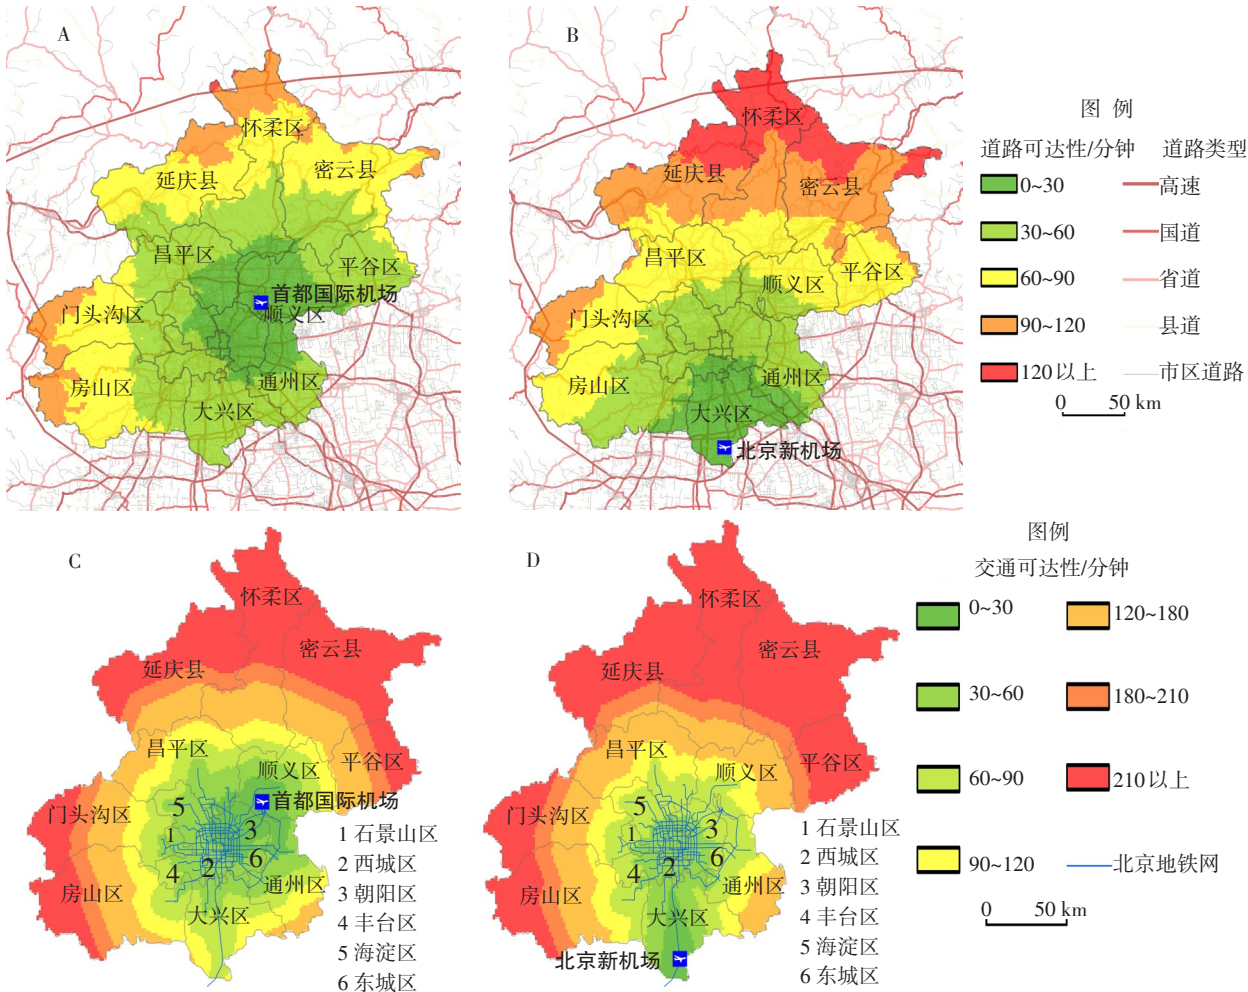 A
怀柔区
密云县
延庆县
昌平区
平谷区
首都国际机场
顺义区
门头沟区
房山区
通州区
大兴区
B
怀柔区
延庆县
密云县
昌平区
顺义区
平谷区
门头沟区
房山区
通州区
大兴区
北京新机场
图 例
道路可达性/分钟 道路类型
0~30 高速
30~60 国道
60~90 省道
90~120 县道
120以上 市区道路
0 50 km
C
怀柔区
密云县
延庆县
昌平区
平谷区
顺义区
首都国际机场
门头沟区
5
1
3
4
2
6
房山区
通州区
大兴区
1 石景山区
2 西城区
3 朝阳区
4 丰台区
5 海淀区
6 东城区
D
怀柔区
密云县
延庆县
昌平区
平谷区
顺义区
门头沟区
5
1
3
4
2
6
房山区
通州区
大兴区
北京新机场
1 石景山区
2 西城区
3 朝阳区
4 丰台区
5 海淀区
6 东城区
图例
交通可达性/分钟
0~30 120~180
30~60 180~210
60~90 210以上
90~120 北京地铁网
0 50 km